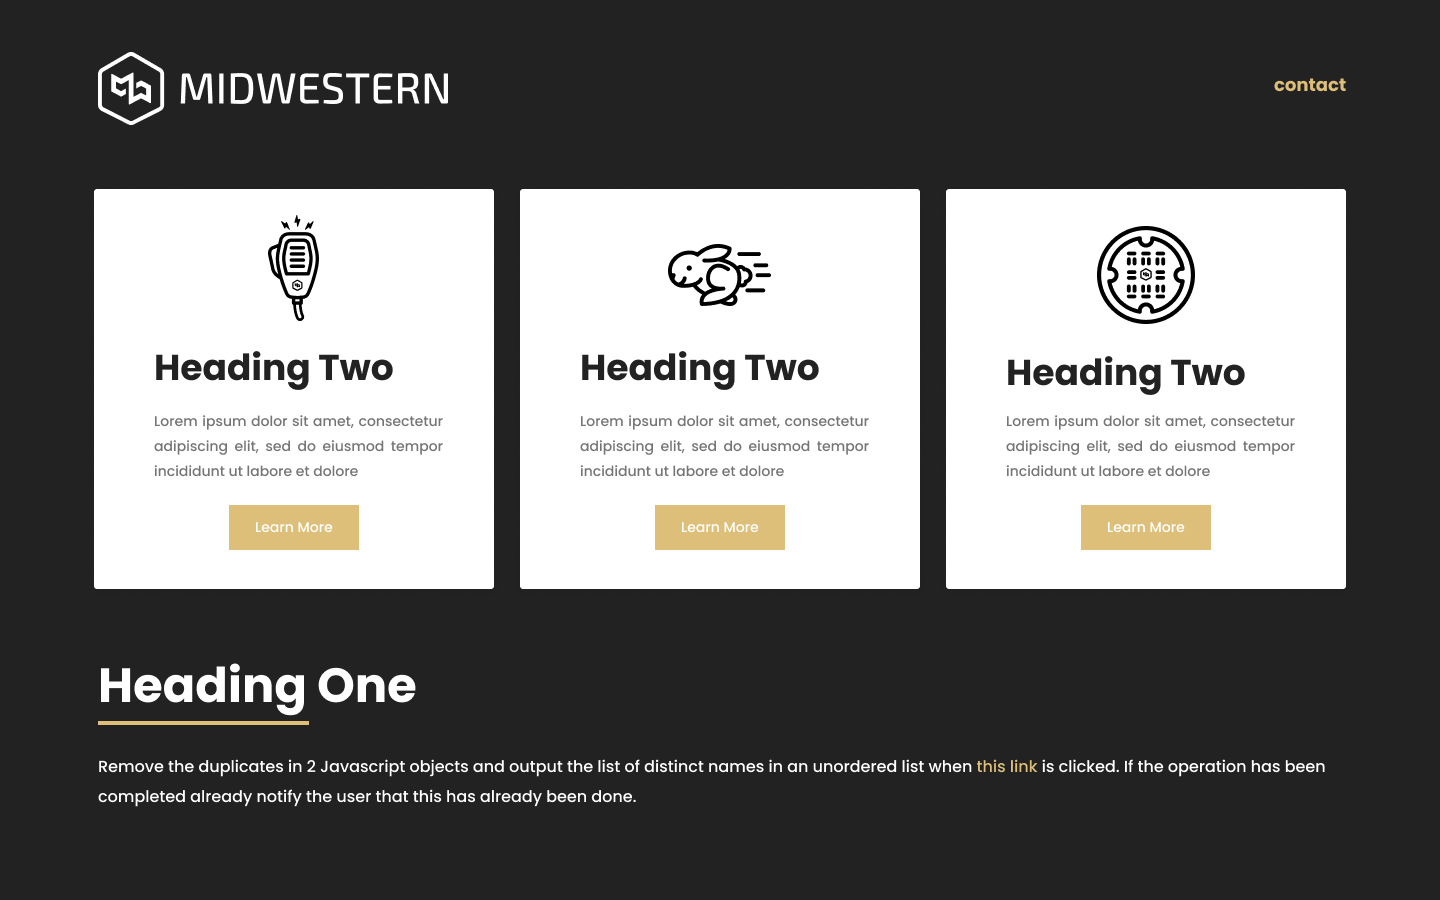 MIDWESTERN
contact
Heading Two
Lorem ipsum dolor sit amet, consectetur
adipiscing elit, sed do eiusmod tempor
incididunt ut labore et dolore
Learn More
Heading Two
Lorem ipsum dolor sit amet, consectetur
adipiscing elit, sed do eiusmod tempor
incididunt ut labore et dolore
Learn More
Heading Two
Lorem ipsum dolor sit amet, consectetur
adipiscing elit, sed do eiusmod tempor
incididunt ut labore et dolore
Learn More
Heading One
Remove the duplicates in 2 Javascript objects and output the list of distinct names in an unordered list when this link is clicked. If the operation has been
completed already notify the user that this has already been done.